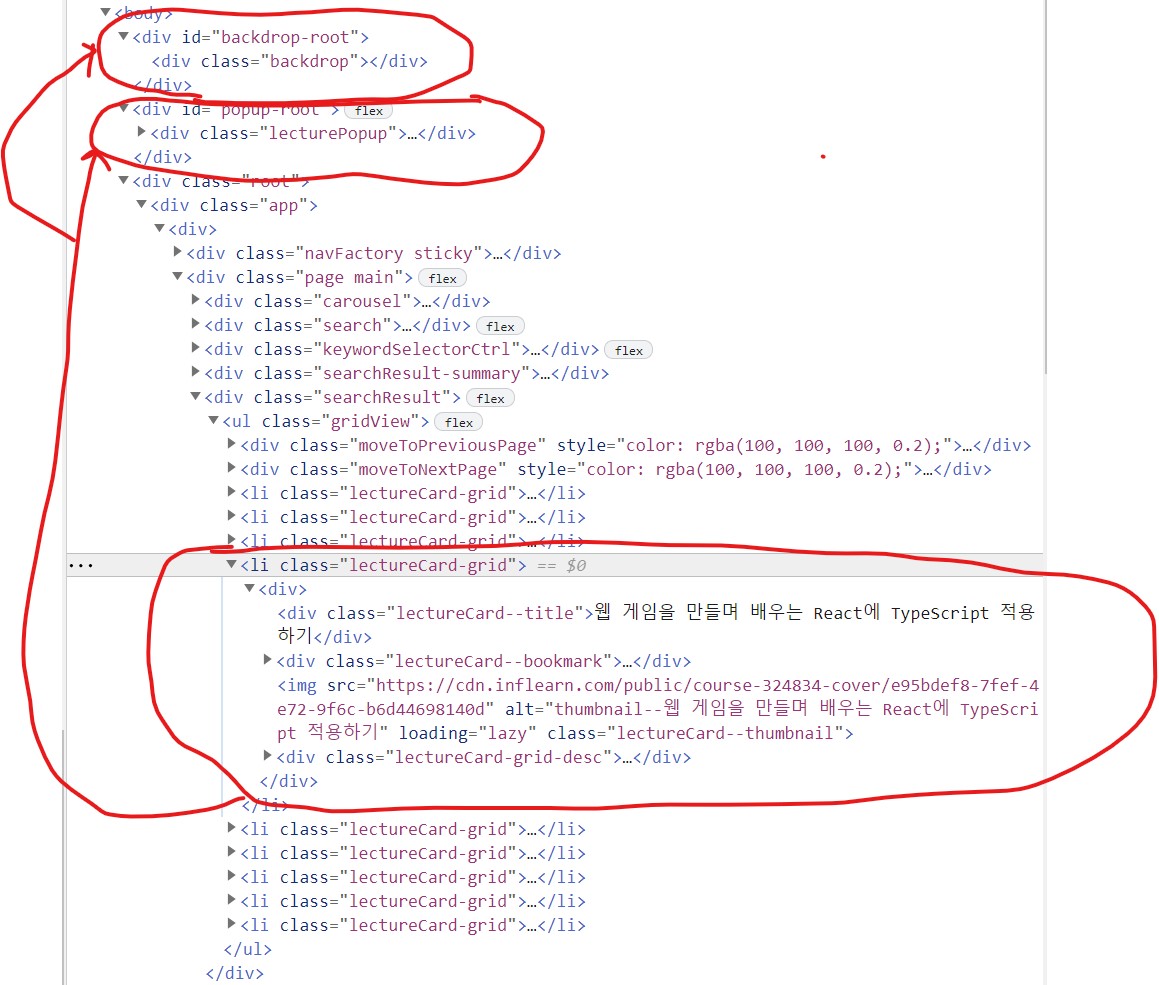 <body>
<div id="backdrop-root">
<div class="backdrop"></div>
</div>
<div id="popup-root"> flex
<div class="lecturePopup">…</div>
</div>
<div class="root">
<div class="app">
<div>
<div class="navFactory sticky">…</div>
<div class="page main"> flex
<div class="carousel">…</div>
<div class="search">…</div> flex
<div class="keywordSelectorCtrl">…</div> flex
<div class="searchResult-summary">…</div>
<div class="searchResult"> flex
<ul class="gridView"> flex
<div class="moveToPreviousPage" style="color: rgba(100, 100, 100, 0.2);">…</div>
<div class="moveToNextPage" style="color: rgba(100, 100, 100, 0.2);">…</div>
<li class="lectureCard-grid">…</li>
<li class="lectureCard-grid">…</li>
<li class="lectureCard-grid">…</li>
••• <li class="lectureCard-grid"> == $0
<div>
<div class="lectureCard--title">웹 게임을 만들며 배우는 React에 TypeScript 적용
하기</div>
<div class="lectureCard--bookmark">…</div>
<img src="https://cdn.inflearn.com/public/course-324834-cover/e95bdef8-7fef-4
e72-9f6c-b6d44698140d" alt="thumbnail--웹 게임을 만들며 배우는 React에 TypeScri
pt 적용하기" loading="lazy" class="lectureCard--thumbnail">
<div class="lectureCard-grid-desc">…</div>
</div>
</li>
<li class="lectureCard-grid">…</li>
<li class="lectureCard-grid">…</li>
<li class="lectureCard-grid">…</li>
<li class="lectureCard-grid">…</li>
<li class="lectureCard-grid">…</li>
</ul>
</div>